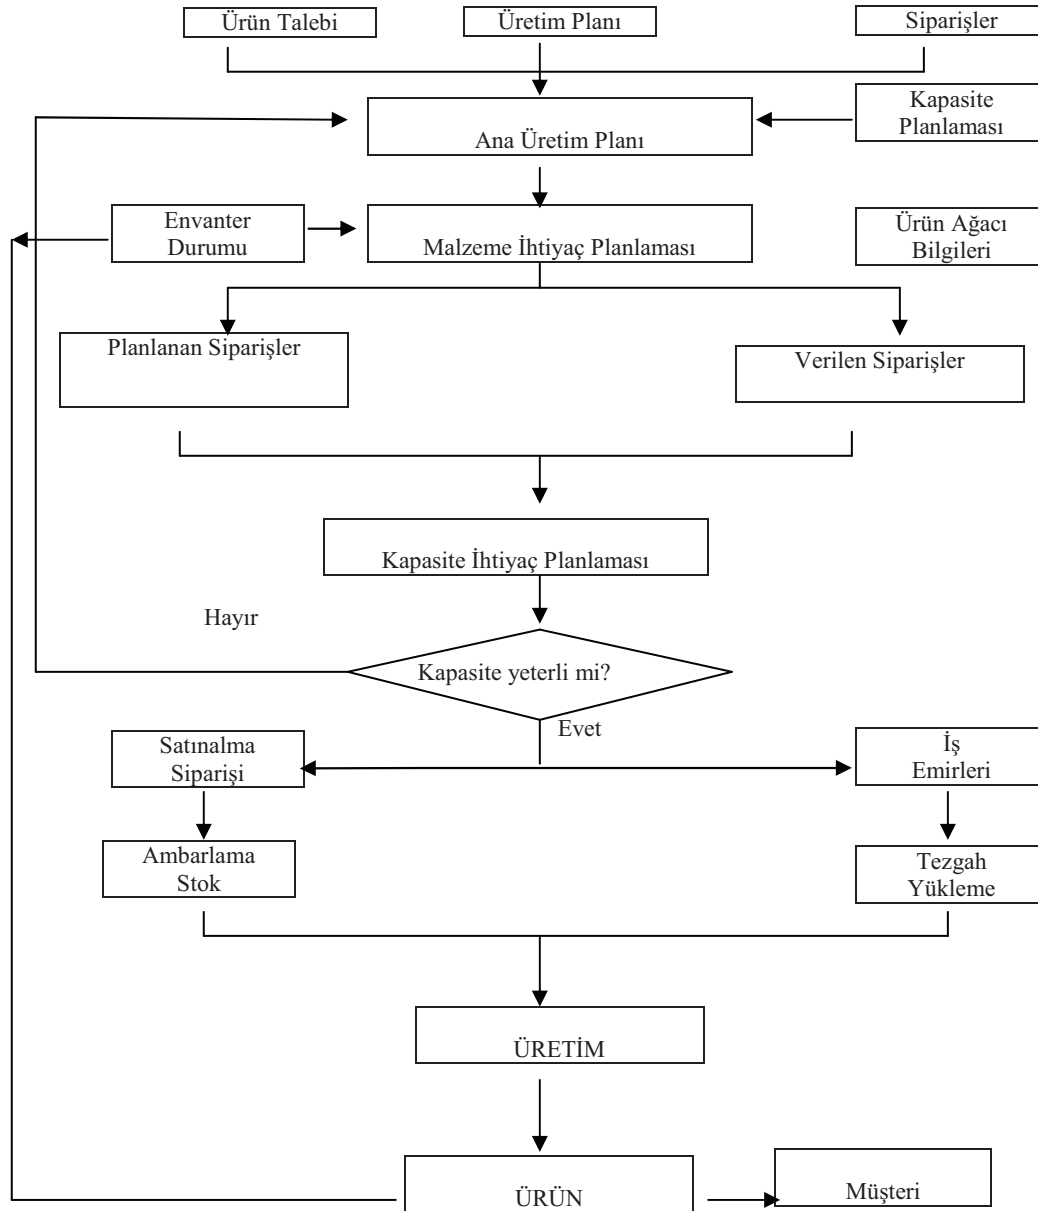 Ürün Talebi
Üretim Planı
Siparişler
Kapasite
Planlaması
Ana Üretim Planı
Envanter
Durumu
Malzeme İhtiyaç Planlaması
Ürün Ağacı
Bilgileri
Planlanan Siparişler
Verilen Siparişler
Kapasite İhtiyaç Planlaması
Hayır
Kapasite yeterli mi?
Evet
Satınalma
Siparişi
İş
Emirleri
Ambarlama
Stok
Tezgah
Yükleme
ÜRETİM
ÜRÜN
Müşteri